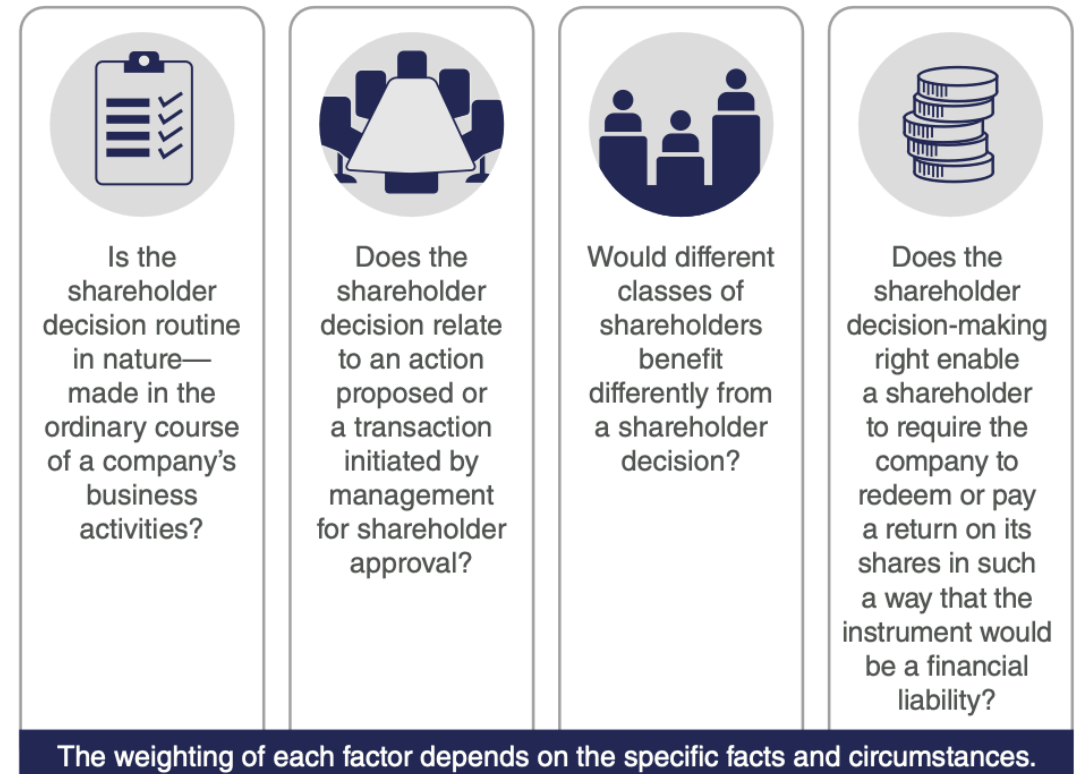 Is the
shareholder
decision routine
in nature—
made in the
ordinary course
of a company's
business
activities?
Does the
shareholder
decision relate
to an action
proposed or
a transaction
initiated by
management
for shareholder
approval?
Would different
classes of
shareholders
benefit
differently from
a shareholder
decision?
Does the
shareholder
decision-making
right enable
a shareholder
to require the
company to
redeem or pay
a return on its
shares in such
a way that the
instrument would
be a financial
liability?
The weighting of each factor depends on the specific facts and circumstances.